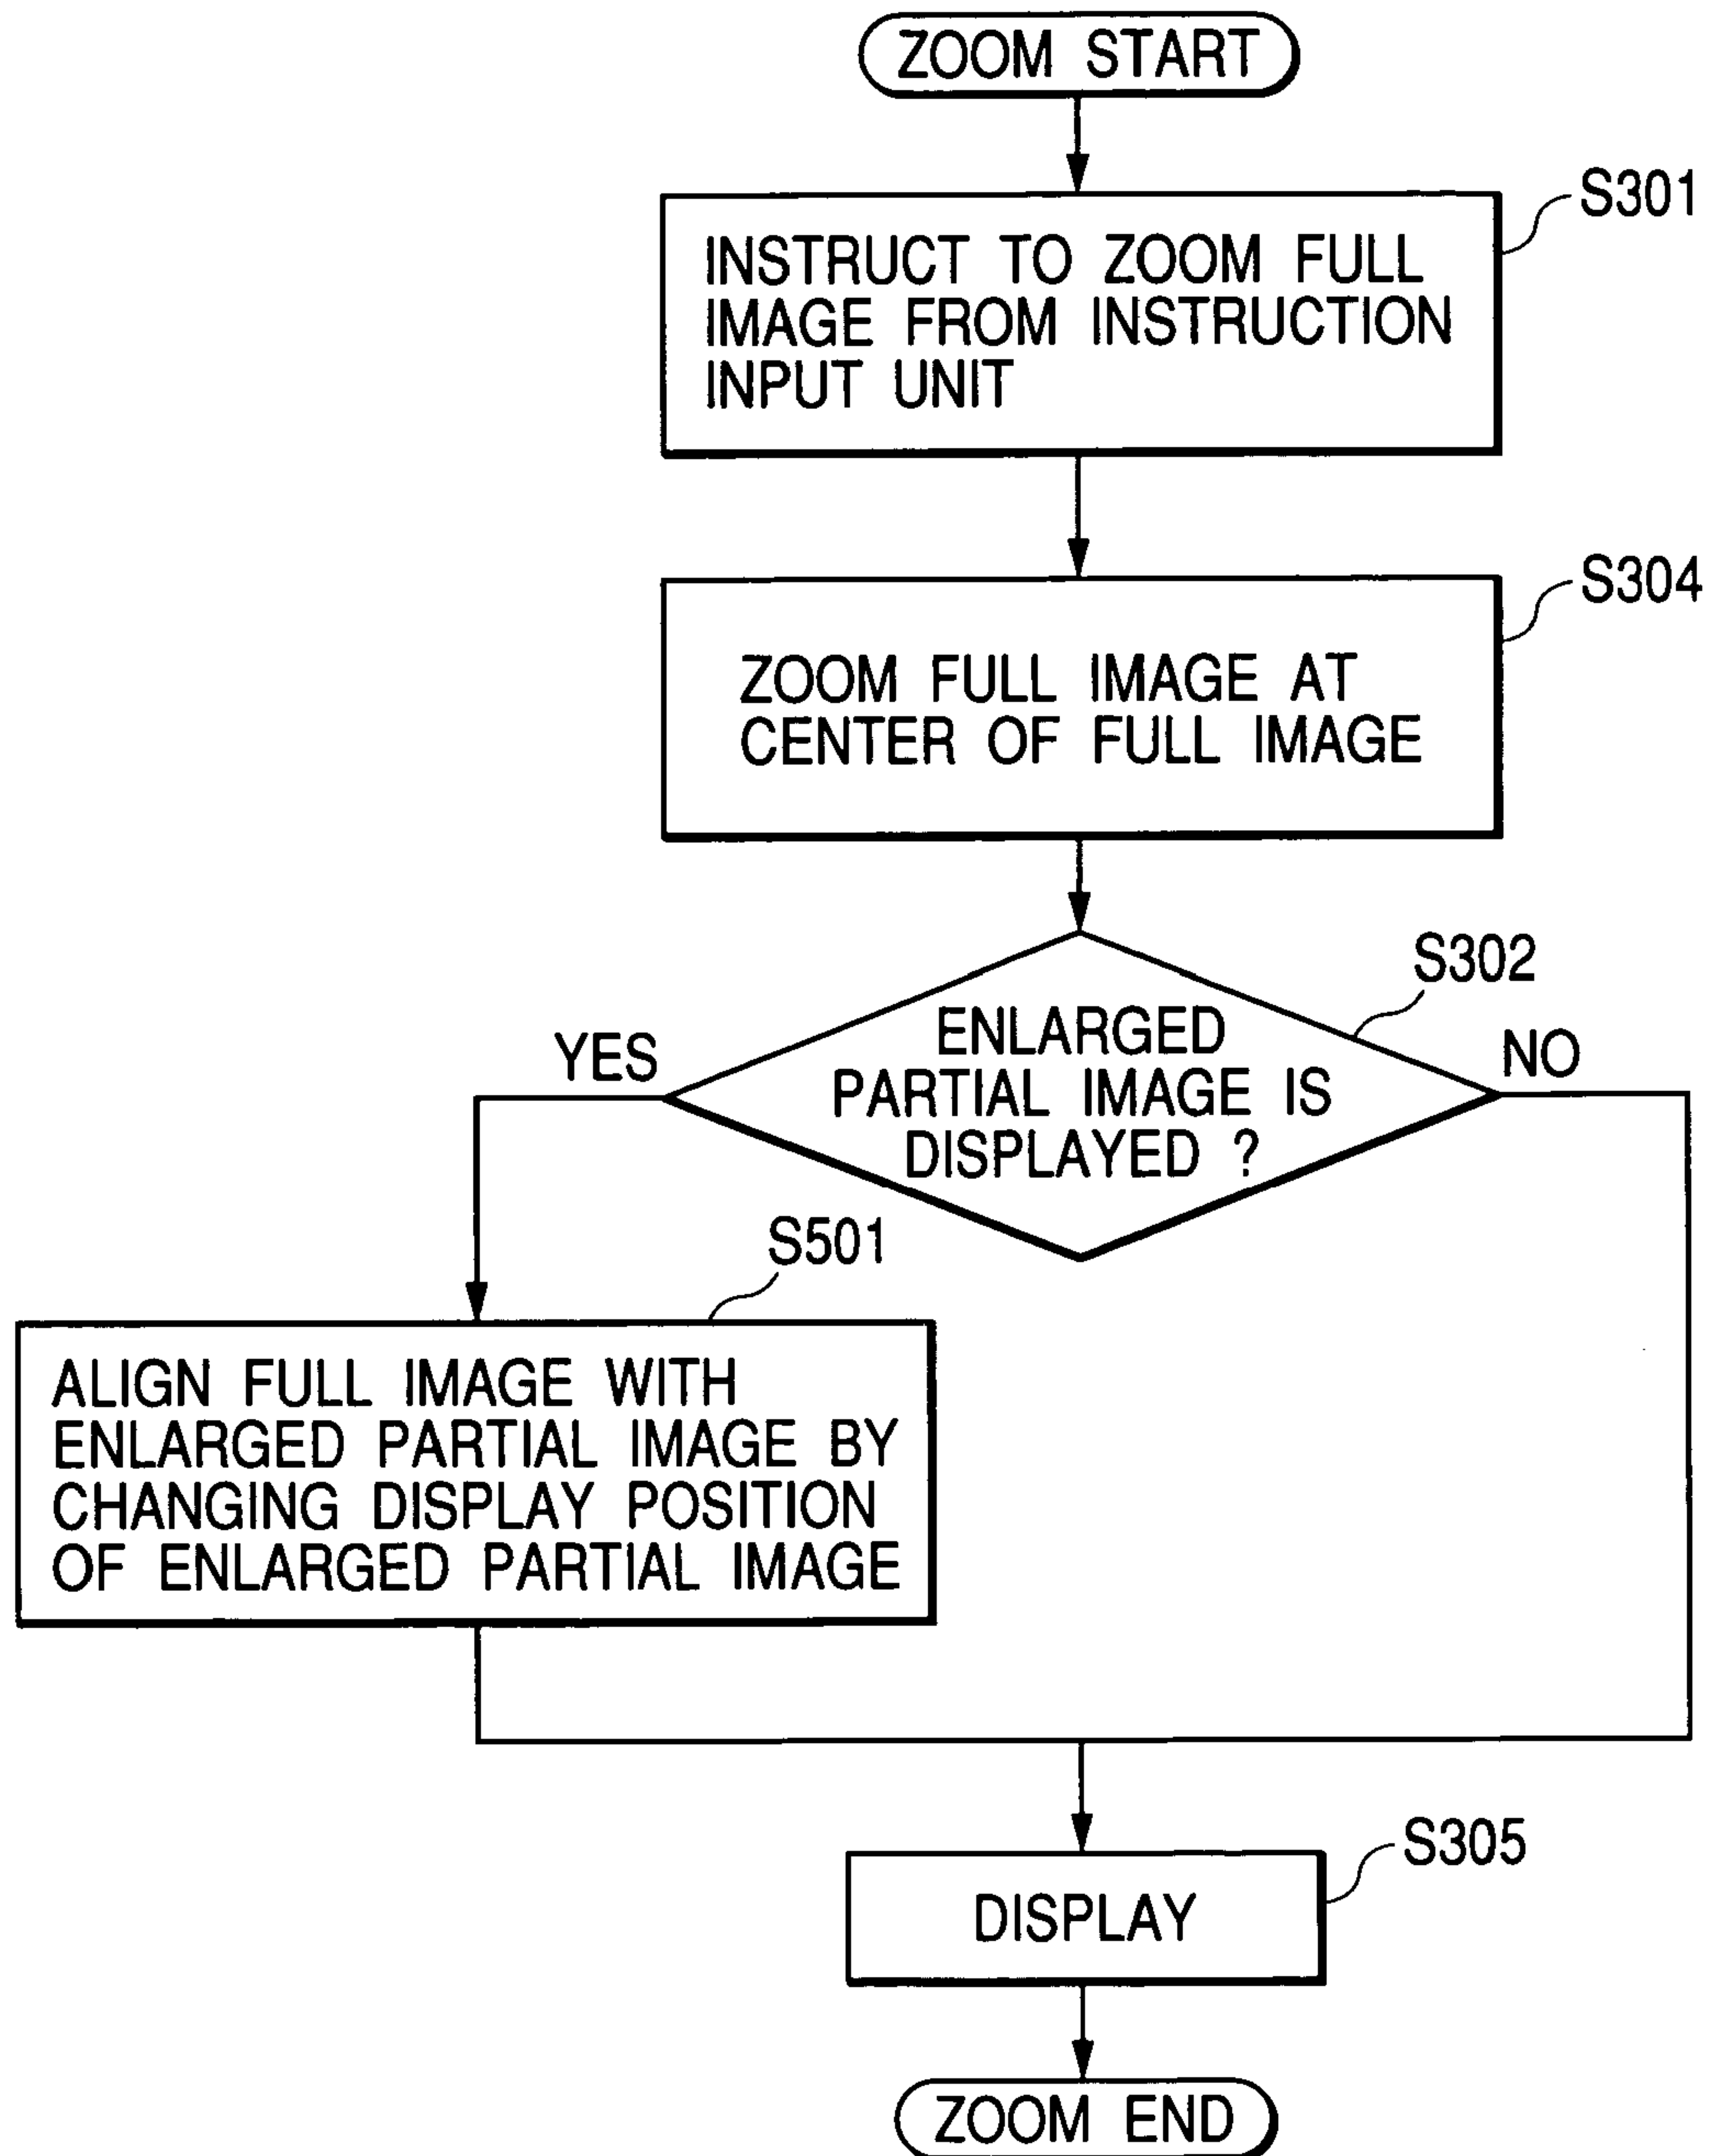 ZOOM START
S301
INSTRUCT TO ZOOM FULL
IMAGE FROM INSTRUCTION
INPUT UNIT
S304
ZOOM FULL IMAGE AT
CENTER OF FULL IMAGE
S302
ENLARGED
PARTIAL IMAGE IS
DISPLAYED ?
YES
NO
S501
ALIGN FULL IMAGE WITH
ENLARGED PARTIAL IMAGE BY
CHANGING DISPLAY POSITION
OF ENLARGED PARTIAL IMAGE
S305
DISPLAY
ZOOM END